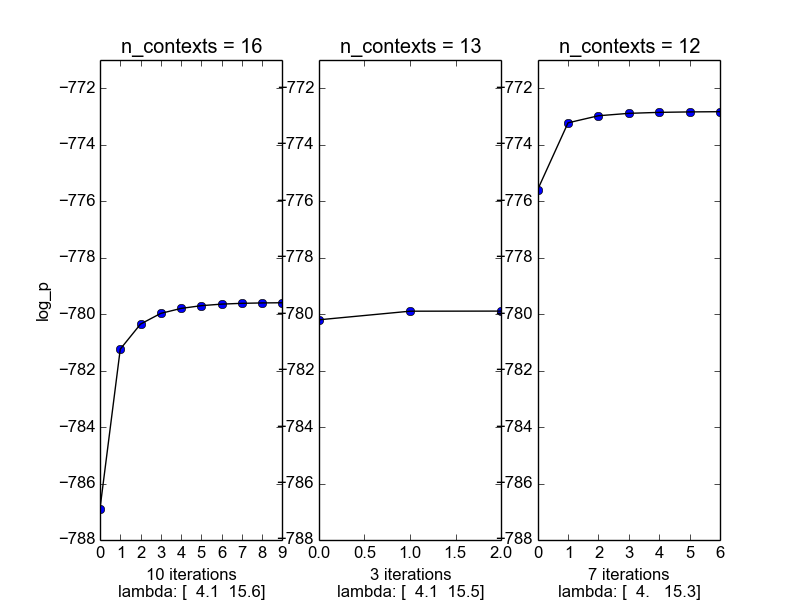 n_contexts = 16
n_contexts = 13
n_contexts = 12
log_p
−772
−774
−776
−778
−780
−782
−784
−786
−788
0 1 2 3 4 5 6 7 8 9
10 iterations
lambda: [ 4.1 15.6]
−772
−774
−776
−778
−780
−782
−784
−786
−788
0.0 0.5 1.0 1.5 2.0
3 iterations
lambda: [ 4.1 15.5]
−772
−774
−776
−778
−780
−782
−784
−786
−788
0 1 2 3 4 5 6
7 iterations
lambda: [ 4. 15.3]